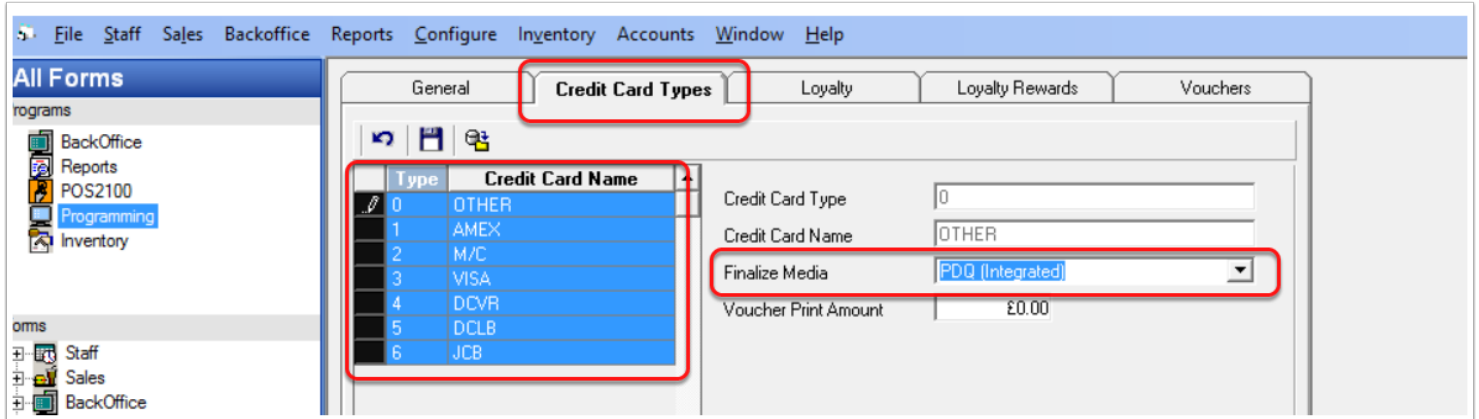 File Staff Sales Backoffice Reports Configure Inventory Accounts Window Help
All Forms
rograms
BackOffice
Reports
POS2100
Programming
Inventory
orms
Staff
Sales
BackOffice
General Credit Card Types Loyalty Loyalty Rewards Vouchers
Type Credit Card Name
0 OTHER
1 AMEX
2 M/C
3 VISA
4 DCVR
5 DCLB
6 JCB
Credit Card Type 0
Credit Card Name OTHER
Finalize Media PDQ (Integrated)
Voucher Print Amount £0.00